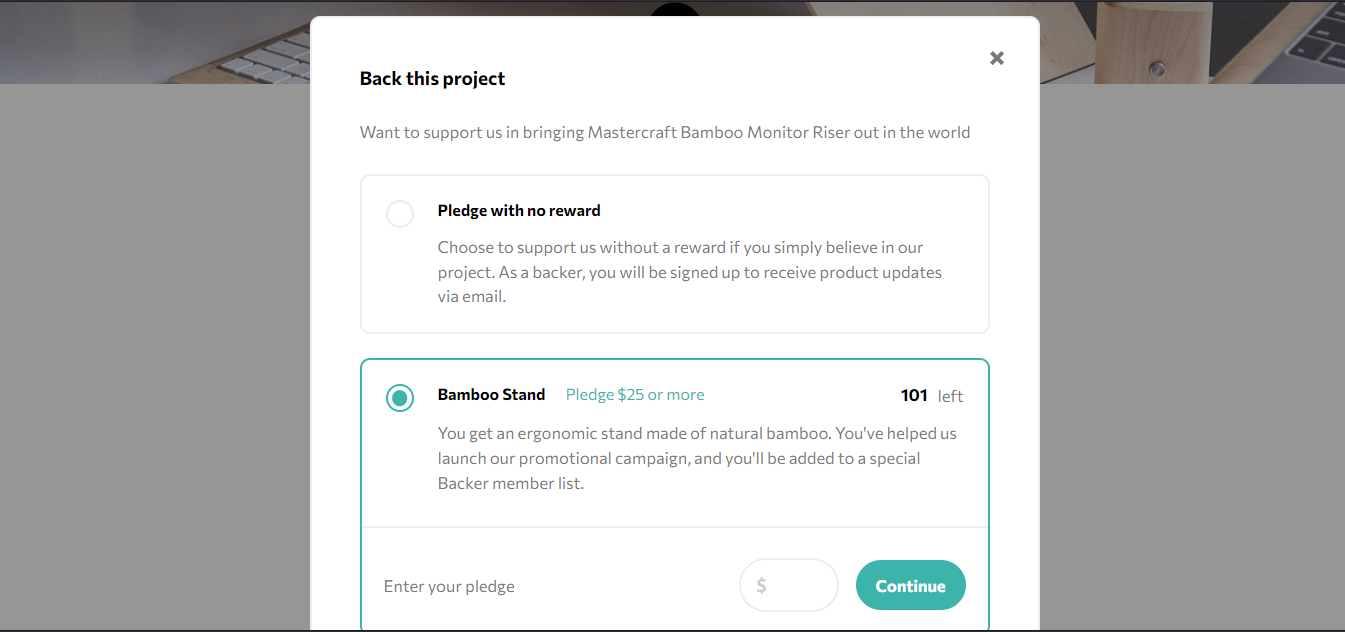 Back this project
Want to support us in bringing Mastercraft Bamboo Monitor Riser out in the world
Pledge with no reward
Choose to support us without a reward if you simply believe in our
project. As a backer, you will be signed up to receive product updates
via email.
Bamboo Stand Pledge $25 or more 101 left
You get an ergonomic stand made of natural bamboo. You've helped us
launch our promotional campaign, and you'll be added to a special
Backer member list.
Enter your pledge $ Continue